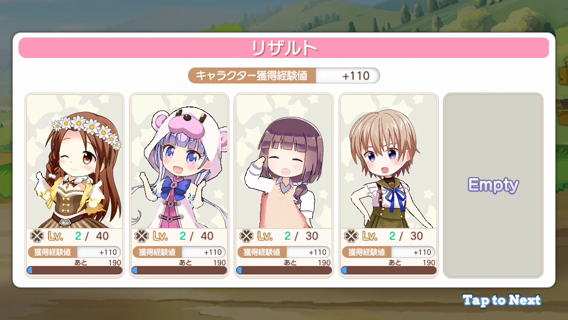 リザルト
キャラクター獲得経験値 +110
Lv. 2 / 40
獲得経験値 +110
あと 190
Lv. 2 / 40
獲得経験値 +110
あと 190
Lv. 2 / 30
獲得経験値 +110
あと 190
Lv. 2 / 30
獲得経験値 +110
あと 190
Empty
Tap to Next